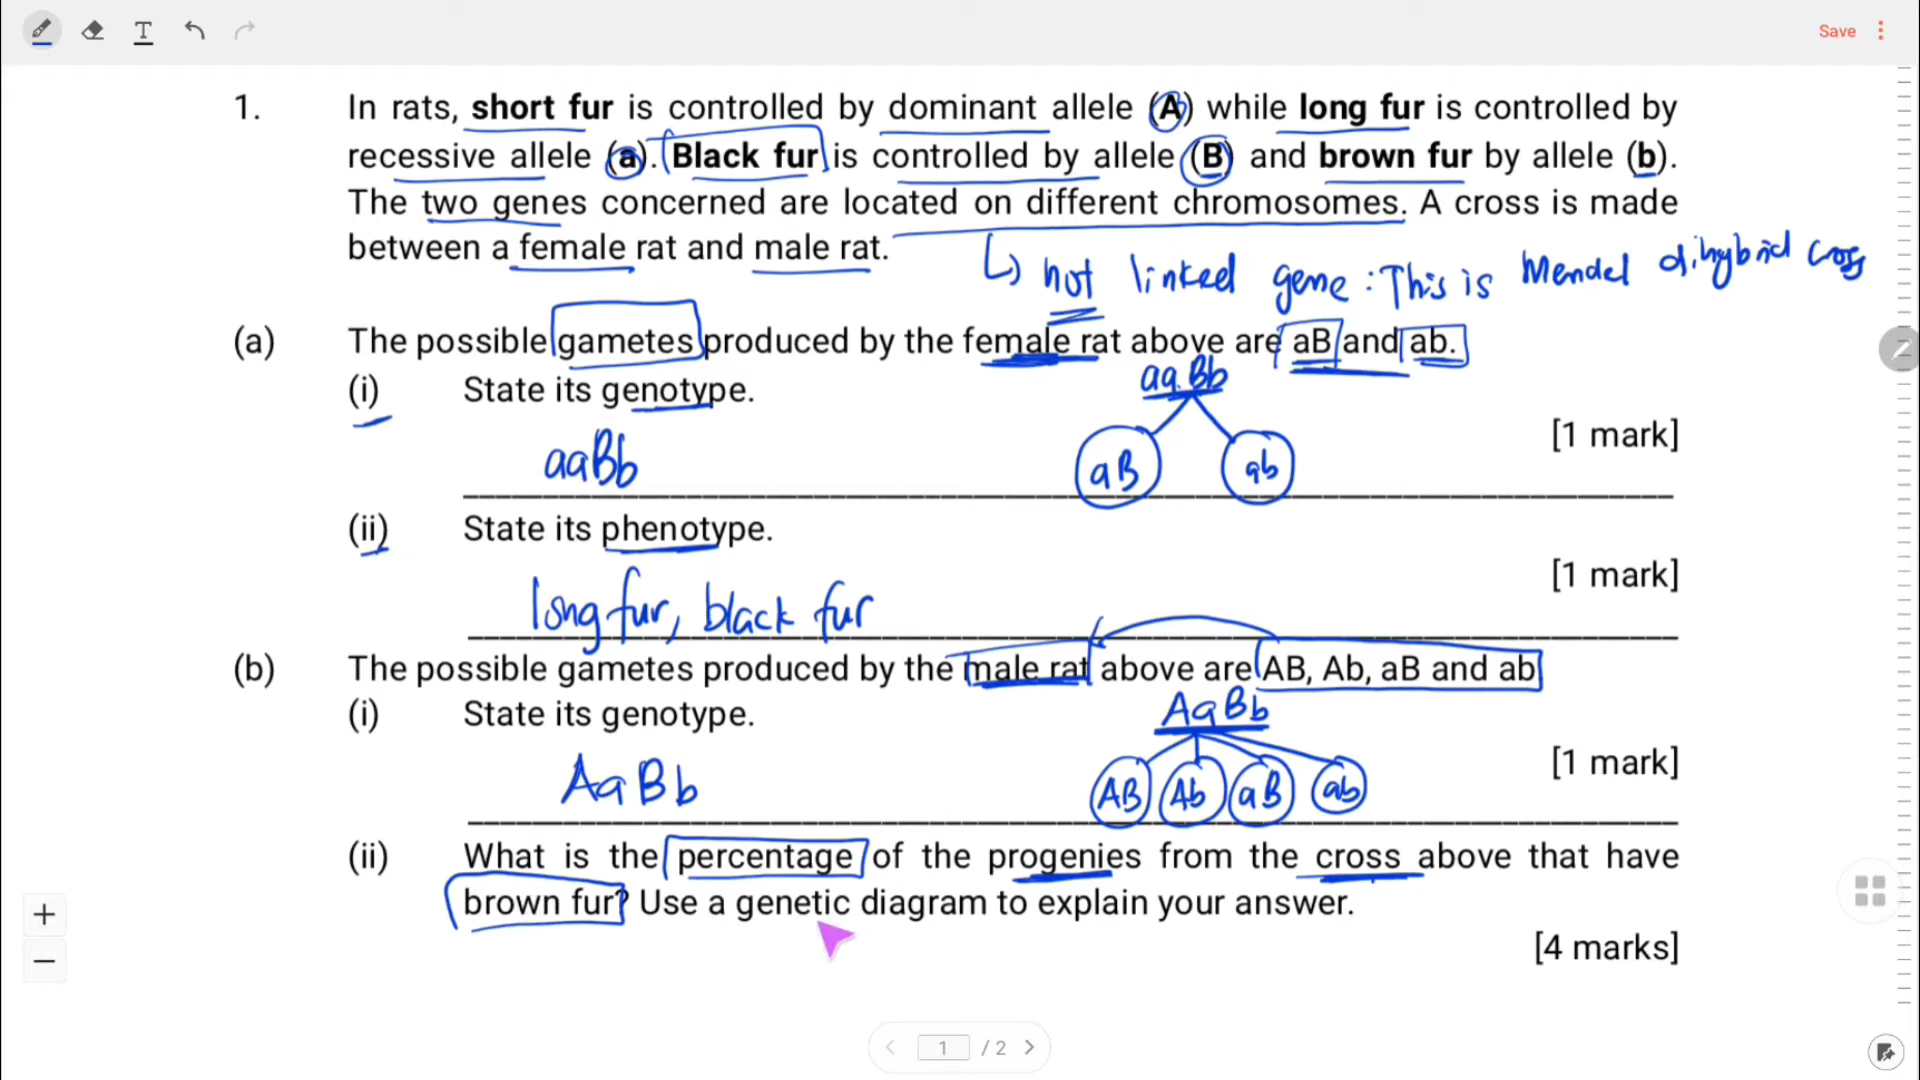 Save
1. In rats, short fur is controlled by dominant allele (A) while long fur is controlled by
recessive allele (a). Black fur is controlled by allele (B) and brown fur by allele (b).
The two genes concerned are located on different chromosomes. A cross is made
between a female rat and male rat.
not linked gene : This is Mendel dihybrid cross
(a) The possible gametes produced by the female rat above are aB and ab.
aaBb
(i) State its genotype.
[1 mark]
aaBb
aB ab
(ii) State its phenotype.
[1 mark]
long fur, black fur
(b) The possible gametes produced by the male rat above are AB, Ab, aB and ab
(i) State its genotype.
AaBb
[1 mark]
AaBb
AB Ab aB ab
(ii) What is the percentage of the progenies from the cross above that have
brown fur? Use a genetic diagram to explain your answer.
[4 marks]
1 / 2